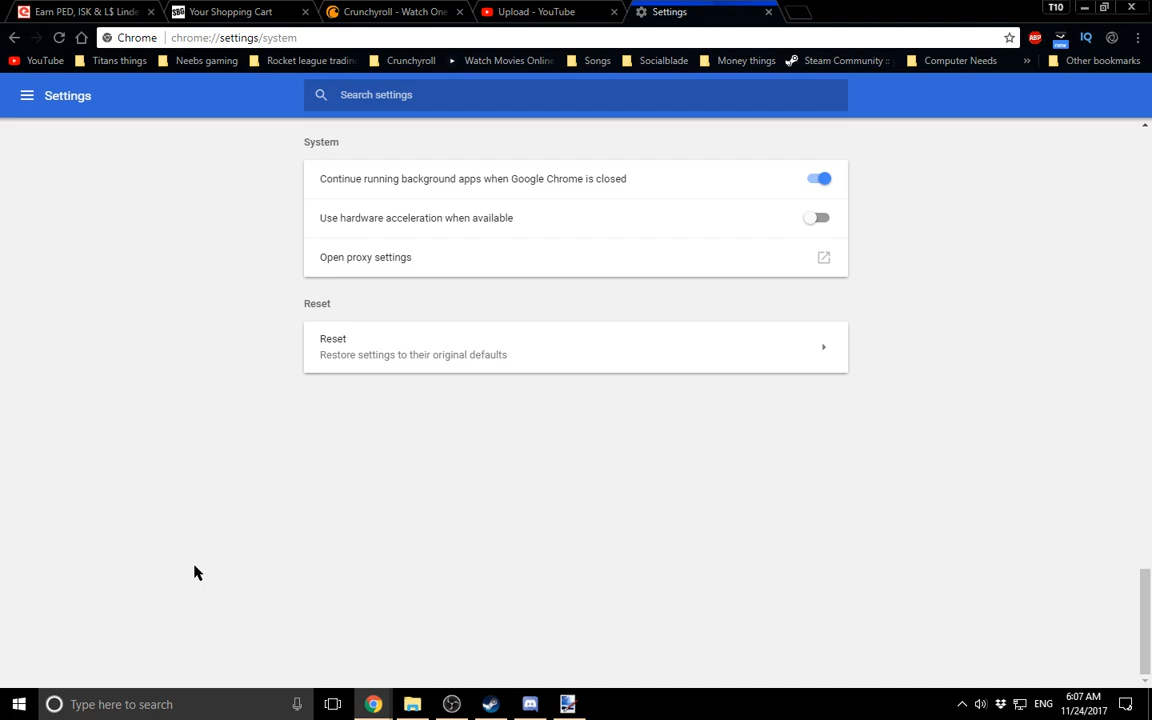 Earn PED, ISK & L$ Linde
SBG Your Shopping Cart
Crunchyroll - Watch One
Upload - YouTube
Settings
T10
Chrome chrome://settings/system
ABP
new
IQ
YouTube
Titans things
Neebs gaming
Rocket league tradin
Crunchyroll
Watch Movies Online
Songs
Socialblade
Money things
Steam Community ::
Computer Needs
»
Other bookmarks
Settings
Search settings
System
Continue running background apps when Google Chrome is closed
Use hardware acceleration when available
Open proxy settings
Reset
Reset
Restore settings to their original defaults
Type here to search
ENG
6:07 AM
11/24/2017